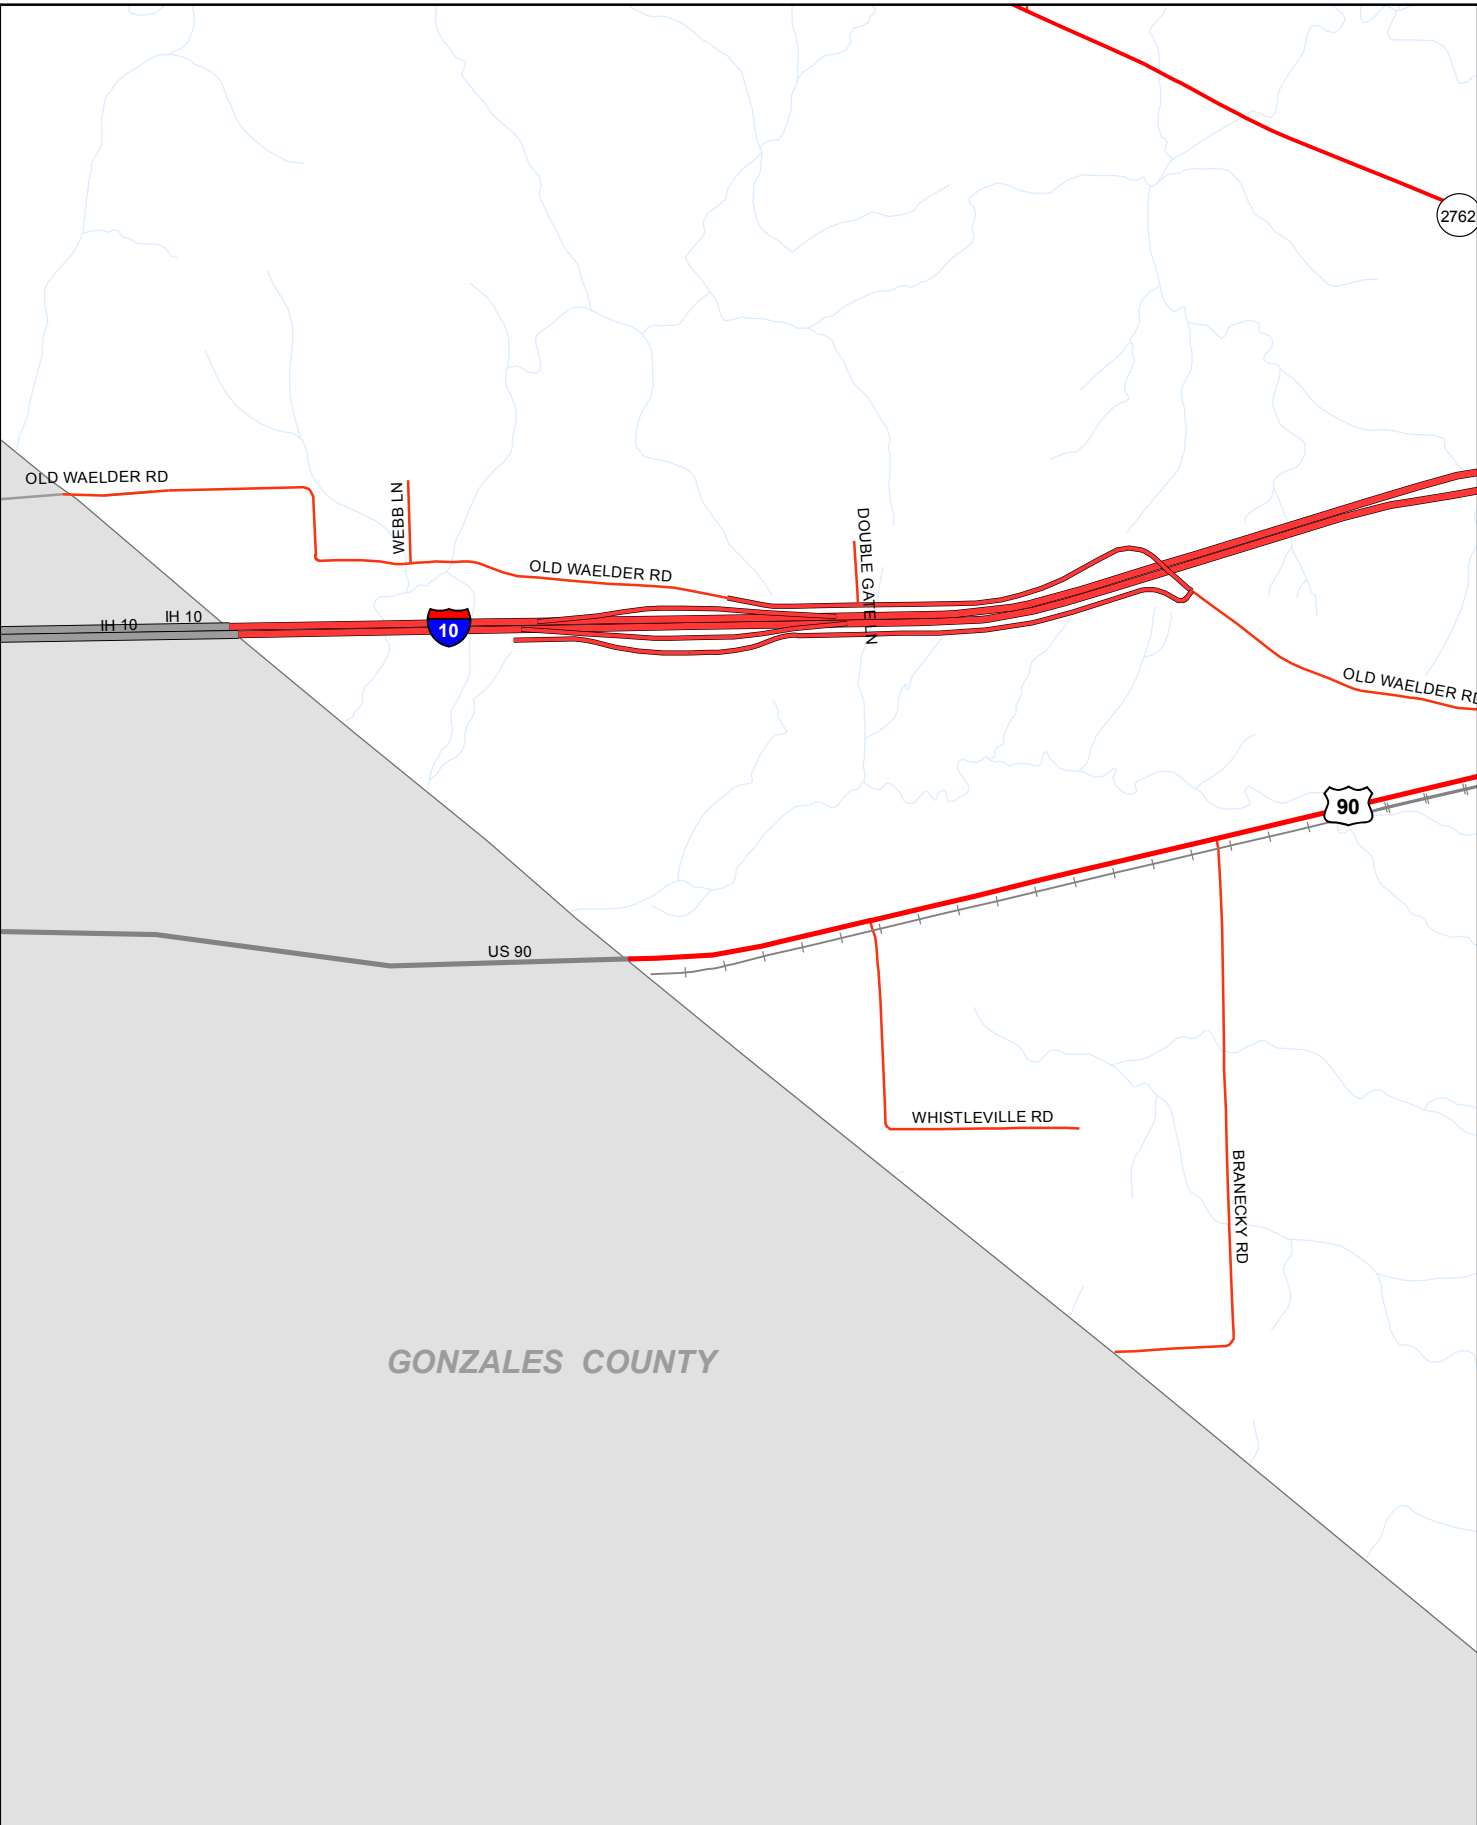 2762
OLD WAELDER RD
WEBB LN
DOUBLE GATE LN
OLD WAELDER RD
IH 10
IH 10
10
OLD WAELDER RD
90
US 90
WHISTLEVILLE RD
BRANECKY RD
GONZALES COUNTY